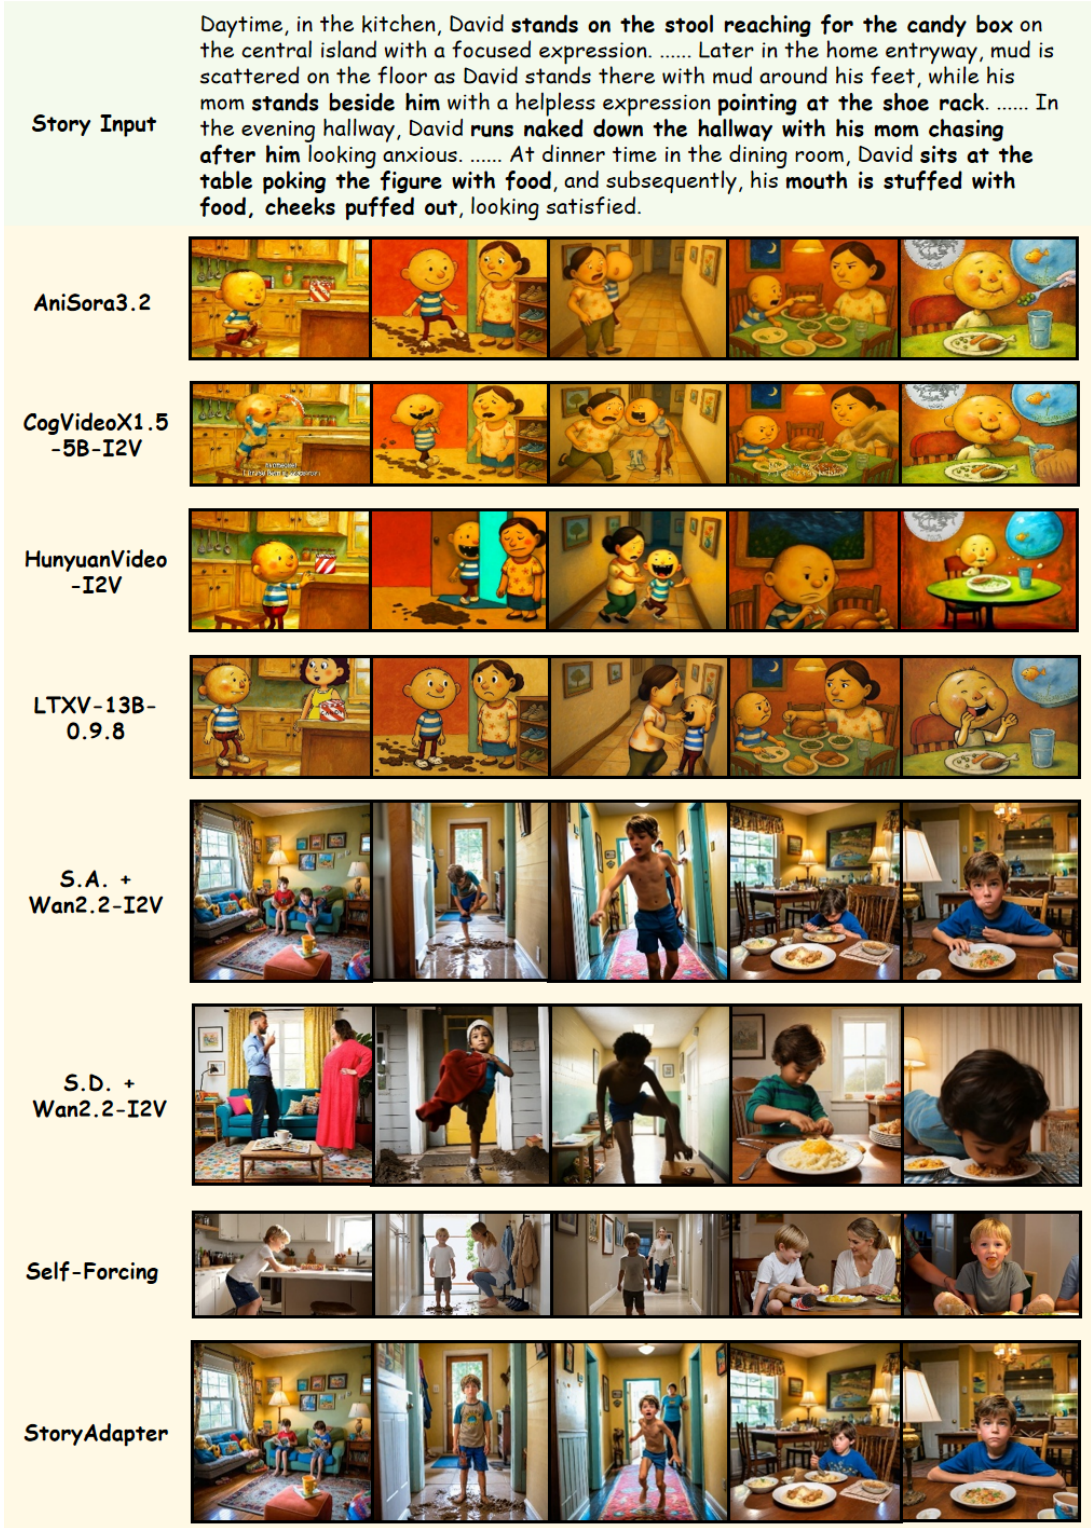 Story Input
Daytime, in the kitchen, David stands on the stool reaching for the candy box on
the central island with a focused expression. ...... Later in the home entryway, mud is
scattered on the floor as David stands there with mud around his feet, while his
mom stands beside him with a helpless expression pointing at the shoe rack. ...... In
the evening hallway, David runs naked down the hallway with his mom chasing
after him looking anxious. ...... At dinner time in the dining room, David sits at the
table poking the figure with food, and subsequently, his mouth is stuffed with
food, cheeks puffed out, looking satisfied.
AniSora3.2
CogVideoX1.5
-5B-I2V
HunyuanVideo
-I2V
LTXV-13B-
0.9.8
S.A. +
Wan2.2-I2V
S.D. +
Wan2.2-I2V
Self-Forcing
StoryAdapter